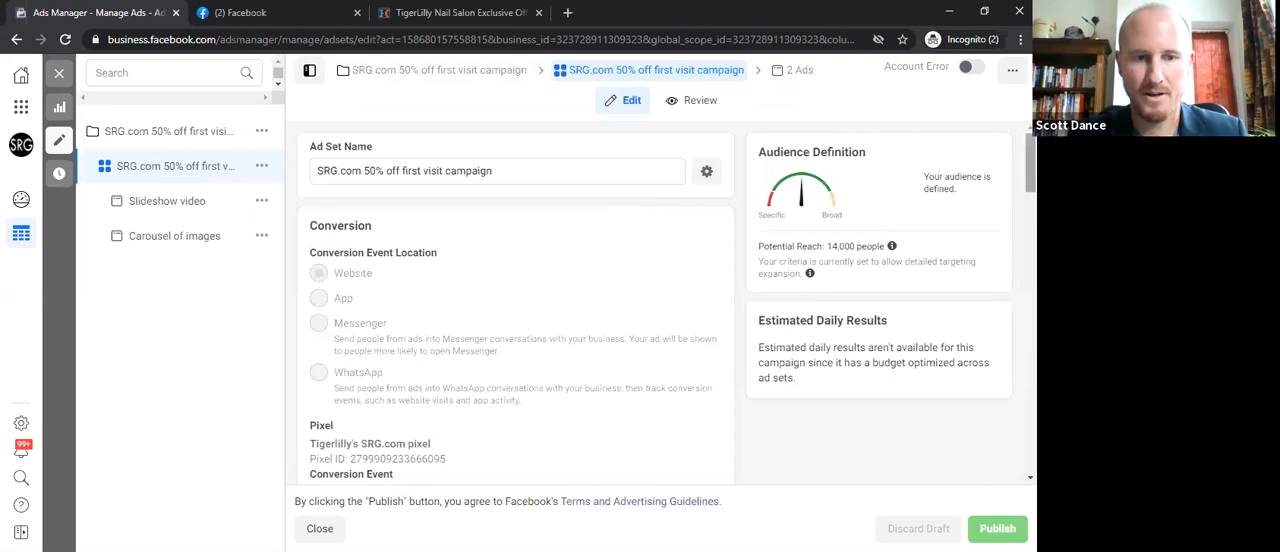 Ads Manager - Manage Ads - Ad
(2) Facebook
TigerLilly Nail Salon Exclusive Off
business.facebook.com/adsmanager/manage/adsets/edit?act=158680157558815&business_id=323728911309323&global_scope_id=323728911309323&colu...
Incognito (2)
Search
SRG.com 50% off first visit campaign
SRG.com 50% off first visit campaign
2 Ads
Account Error
Edit
Review
SRG
SRG.com 50% off first visi...
SRG.com 50% off first v...
Slideshow video
Carousel of images
99+
Ad Set Name
SRG.com 50% off first visit campaign
Conversion
Conversion Event Location
Website
App
Messenger
Send people from ads into Messenger conversations with your business. Your ad will be shown
to people more likely to open Messenger.
WhatsApp
Send people from ads into WhatsApp conversations with your business, then track conversion
events, such as website visits and app activity.
Pixel
Tigerlilly's SRG.com pixel
Pixel ID: 2799909233666095
Conversion Event
Audience Definition
Your audience is
defined.
Specific
Broad
Potential Reach: 14,000 people
Your criteria is currently set to allow detailed targeting
expansion.
Estimated Daily Results
Estimated daily results aren't available for this
campaign since it has a budget optimized across
ad sets.
By clicking the "Publish" button, you agree to Facebook's Terms and Advertising Guidelines.
Close
Discard Draft
Publish
Scott Dance